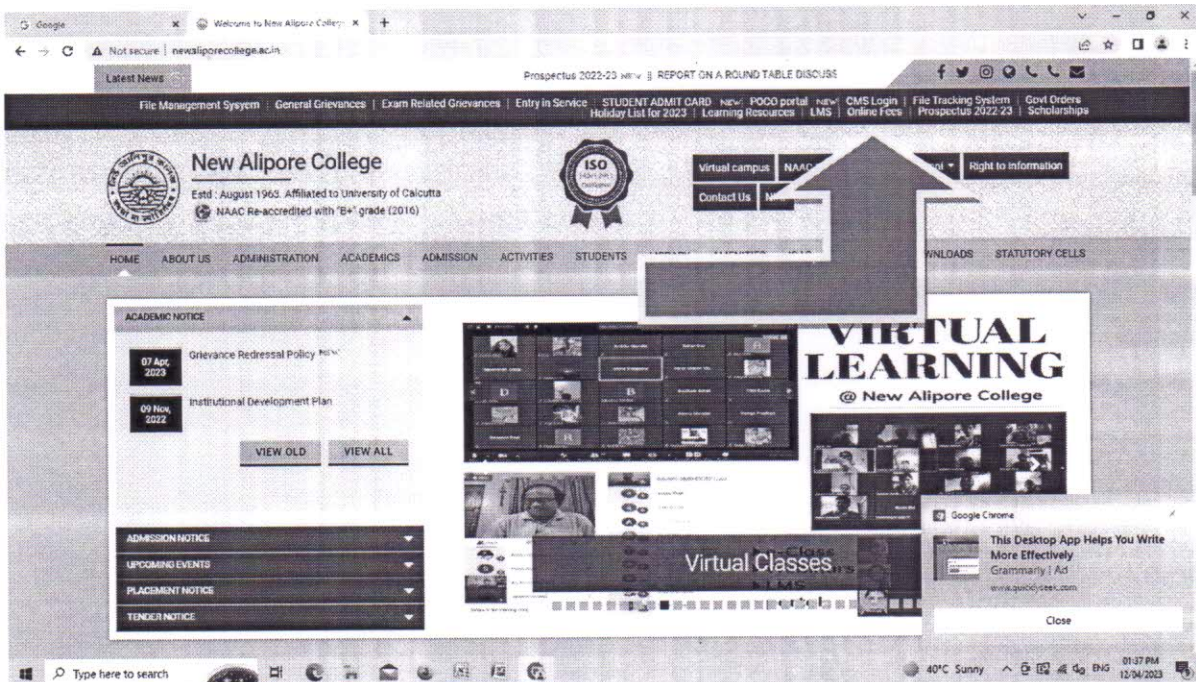 Google
Welcome to New Alipore College
Not secure | newaliporecollege.ac.in
Latest News
Prospectus 2022-23 NEW || REPORT ON A ROUND TABLE DISCUSS
File Management Sysyem | General Grievances | Exam Related Grievances | Entry in Service | STUDENT ADMIT CARD NEW | POCO portal NEW | CMS Login | File Tracking System | Govt Orders
Holiday List for 2023 | Learning Resources | LMS | Online Fees | Prospectus 2022-23 | Scholarships
New Alipore College
Estd : August 1963. Affiliated to University of Calcutta
NAAC Re-accredited with "B+" grade (2016)
ISO
Virtual campus
NAAC
Right to Information
Contact Us
HOME ABOUT US ADMINISTRATION ACADEMICS ADMISSION ACTIVITIES STUDENTS STATUTORY CELLS
ACADEMIC NOTICE
07 Apr, 2023
Grievance Redressal Policy NEW
09 Nov, 2022
Institutional Development Plan
VIEW OLD VIEW ALL
ADMISSION NOTICE
UPCOMING EVENTS
PLACEMENT NOTICE
TENDER NOTICE
VIRTUAL
LEARNING
@ New Alipore College
Virtual Classes
Google Chrome
This Desktop App Helps You Write
More Effectively
Grammarly | Ad
www.quicklyseek.com
Close
Type here to search
40°C Sunny
ENG
01:37 PM
12/04/2023